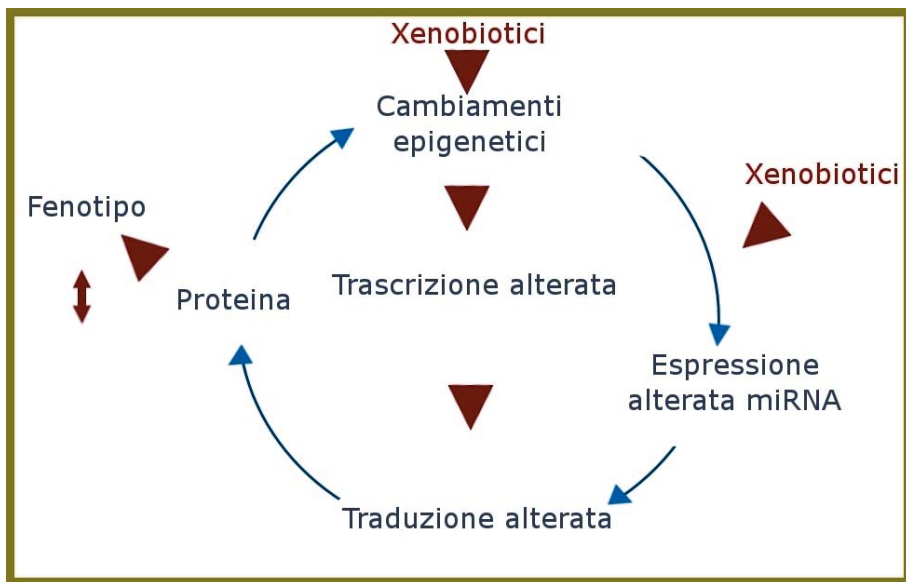 Xenobiotici
Cambiamenti
epigenetici
Xenobiotici
Fenotipo
Trascrizione alterata
Proteina
Espressione
alterata miRNA
Traduzione alterata